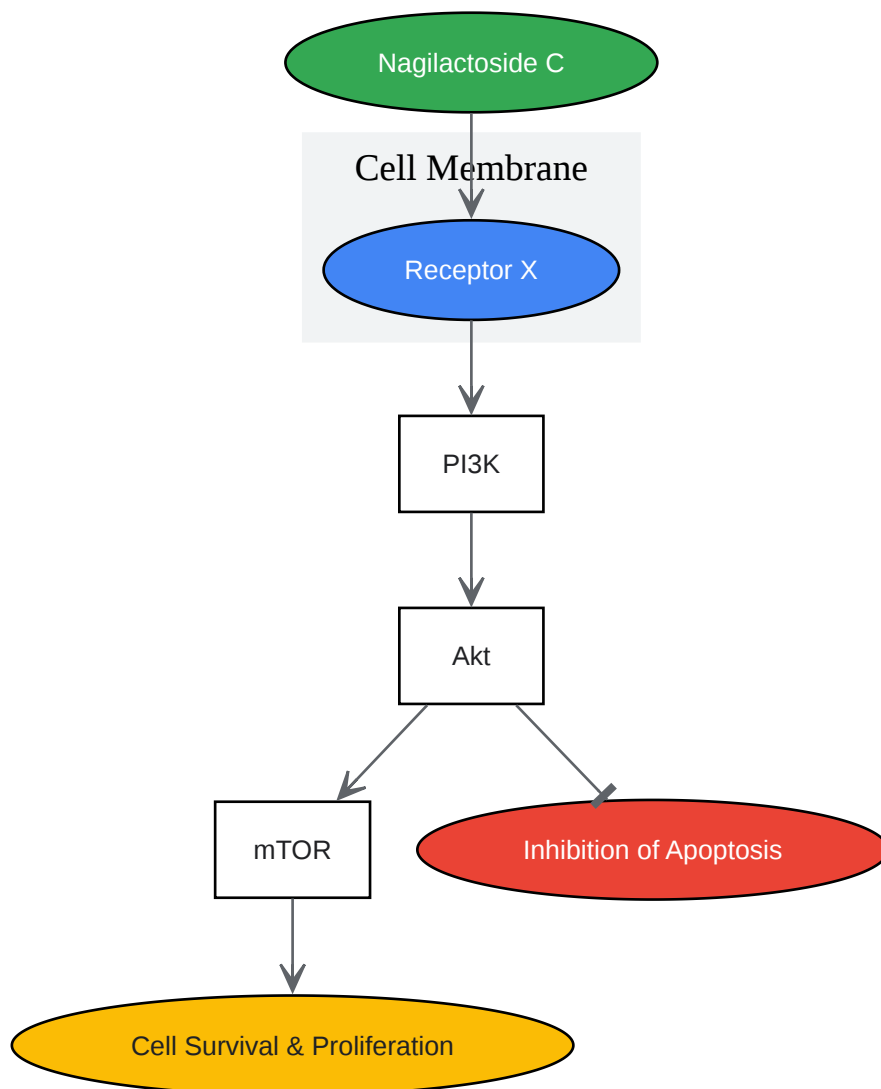 Nagilactoside C
Cell Membrane
Receptor X
PI3K
Akt
mTOR
Inhibition of Apoptosis
Cell Survival & Proliferation